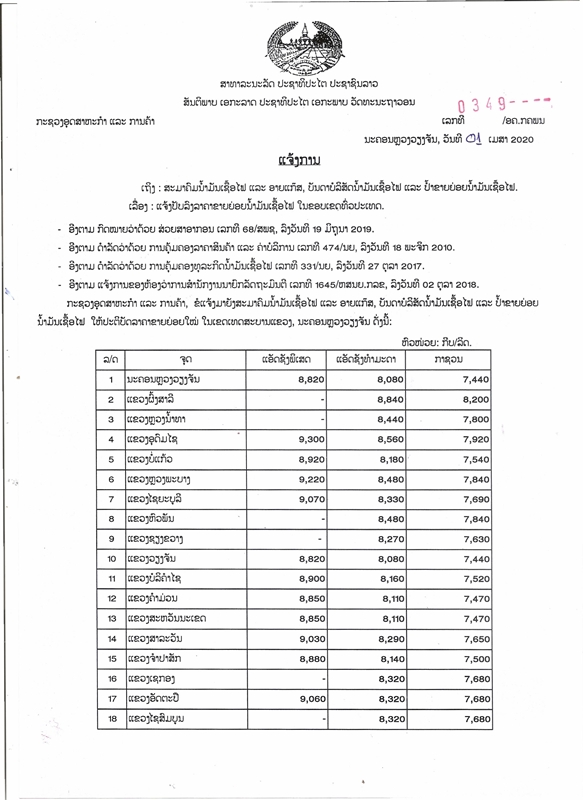 ສາທາລະນະລັດ ປະຊາທິປະໄຕ ປະຊາຊົນລາວ
ສັນຕິພາບ ເອກະລາດ ປະຊາທິປະໄຕ ເອກະພາບ ວັດທະນະຖາວອນ
0349
ກະຊວງອຸດສາຫະກຳ ແລະ ການຄ້າ ເລກທີ /ອຄ.ກຄພນ
ນະຄອນຫຼວງວຽງຈັນ, ວັນທີ 01 ເມສາ 2020
ແຈ້ງການ
ເຖິງ : ສະມາຄົມນ້ຳມັນເຊື້ອໄຟ ແລະ ອາຍແກັສ, ບັນດາບໍລິສັດນ້ຳມັນເຊື້ອໄຟ ແລະ ປ້ຳຂາຍຍ່ອຍນ້ຳມັນເຊື້ອໄຟ.
ເລື່ອງ : ແຈ້ງປັບລົງລາຄາຂາຍຍ່ອຍນ້ຳມັນເຊື້ອໄຟ ໃນຂອບເຂດທົ່ວປະເທດ.
- ອີງຕາມ ກົດໝາຍວ່າດ້ວຍ ສ່ວຍສາອາກອນ ເລກທີ 68/ສພຊ, ລົງວັນທີ 19 ມິຖຸນາ 2019.
- ອີງຕາມ ດຳລັດວ່າດ້ວຍ ການຄຸ້ມຄອງລາຄາສິນຄ້າ ແລະ ຄ່າບໍລິການ ເລກທີ 474/ນຍ, ລົງວັນທີ 18 ພະຈິກ 2010.
- ອີງຕາມ ດຳລັດວ່າດ້ວຍ ການຄຸ້ມຄອງທຸລະກິດນ້ຳມັນເຊື້ອໄຟ ເລກທີ 331/ນຍ, ລົງວັນທີ 27 ຕຸລາ 2017.
- ອີງຕາມ ແຈ້ງການຂອງຫ້ອງວ່າການສຳນັກງານນາຍົກລັດຖະມົນຕີ ເລກທີ 1645/ຫສນຍ.ກລຂ, ລົງວັນທີ 02 ຕຸລາ 2018.
ກະຊວງອຸດສາຫະກຳ ແລະ ການຄ້າ, ຂໍແຈ້ງມາຍັງສະມາຄົມນ້ຳມັນເຊື້ອໄຟ ແລະ ອາຍແກັສ, ບັນດາບໍລິສັດນ້ຳມັນເຊື້ອໄຟ ແລະ ປ້ຳຂາຍຍ່ອຍ
ນ້ຳມັນເຊື້ອໄຟ ໃຫ້ປະຕິບັດລາຄາຂາຍຍ່ອຍໃໝ່ ໃນເຂດເທດສະບານແຂວງ, ນະຄອນຫຼວງວຽງຈັນ ດັ່ງນີ້:
ຫົວໜ່ວຍ: ກີບ/ລິດ.
ລ/ດ ຈຸດ ແອັດຊັງພິເສດ ແອັດຊັງທຳມະດາ ກາຊວນ
1 ນະຄອນຫຼວງວຽງຈັນ 8,820 8,080 7,440
2 ແຂວງຜົ້ງສາລີ - 8,840 8,200
3 ແຂວງຫຼວງນ້ຳທາ - 8,440 7,800
4 ແຂວງອຸດົມໄຊ 9,300 8,560 7,920
5 ແຂວງບໍ່ແກ້ວ 8,920 8,180 7,540
6 ແຂວງຫຼວງພະບາງ 9,220 8,480 7,840
7 ແຂວງໄຊຍະບູລີ 9,070 8,330 7,690
8 ແຂວງຫົວພັນ - 8,480 7,840
9 ແຂວງຊຽງຂວາງ - 8,270 7,630
10 ແຂວງວຽງຈັນ 8,820 8,080 7,440
11 ແຂວງບໍລິຄຳໄຊ 8,900 8,160 7,520
12 ແຂວງຄຳມ່ວນ 8,850 8,110 7,470
13 ແຂວງສະຫວັນນະເຂດ 8,850 8,110 7,470
14 ແຂວງສາລະວັນ 9,030 8,290 7,650
15 ແຂວງຈຳປາສັກ 8,880 8,140 7,500
16 ແຂວງເຊກອງ - 8,320 7,680
17 ແຂວງອັດຕະປື 9,060 8,320 7,680
18 ແຂວງໄຊສົມບູນ - 8,320 7,680